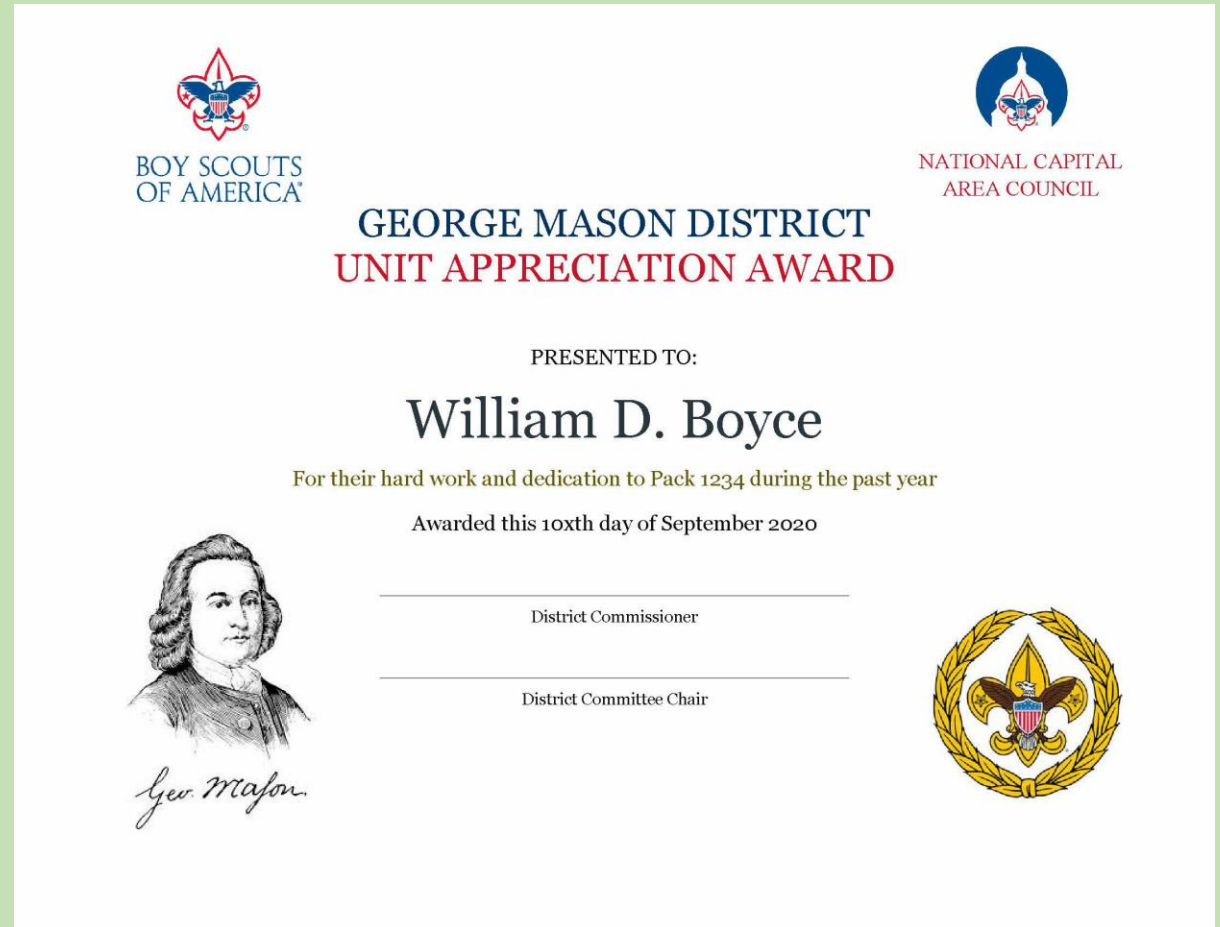 BOY SCOUTS
OF AMERICA®
NATIONAL CAPITAL
AREA COUNCIL
GEORGE MASON DISTRICT
UNIT APPRECIATION AWARD
PRESENTED TO:
William D. Boyce
For their hard work and dedication to Pack 1234 during the past year
Awarded this 10xth day of September 2020
District Commissioner
District Committee Chair
Geo. Mason.